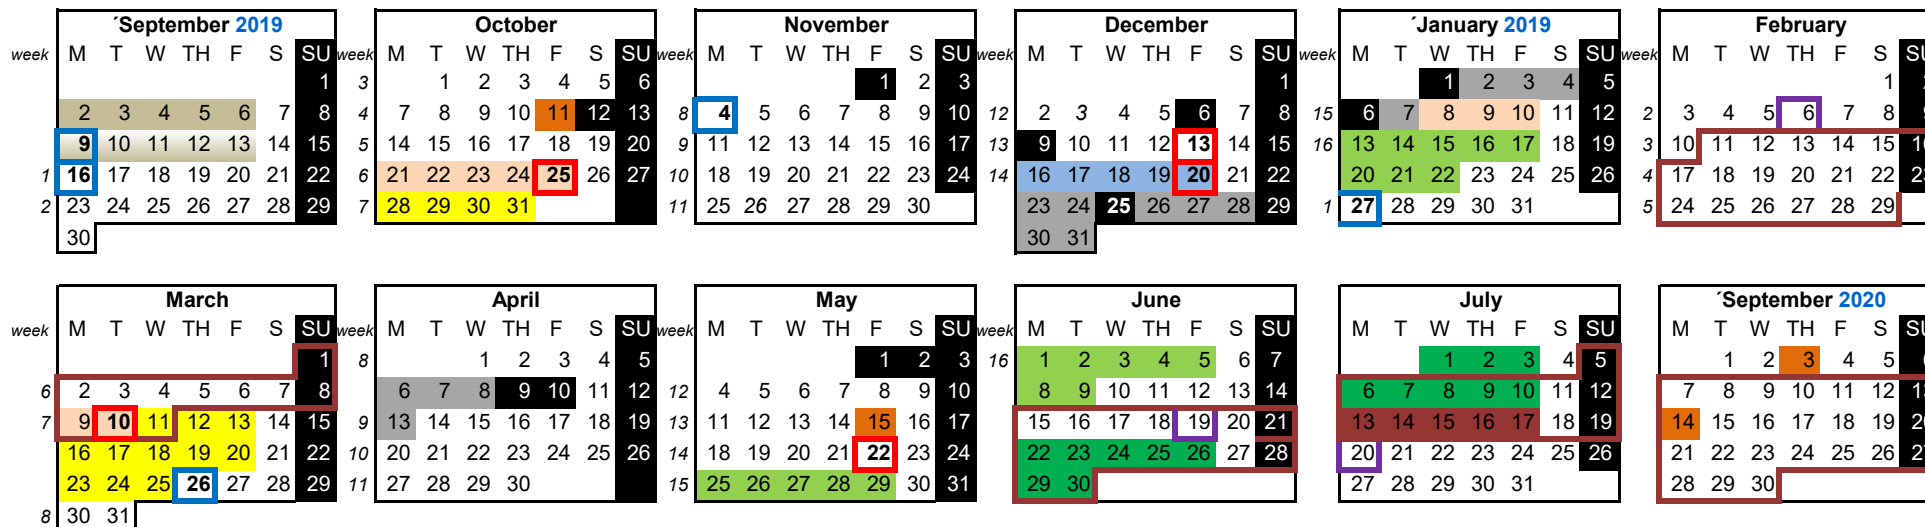 ´September 2019 October November December ´January 2019 February
week M T W TH F S SU week M T W TH F S SU week M T W TH F S SU week M T W TH F S SU week M T W TH F S SU week M T W TH F S SU
1 3 1 2 3 4 5 6 1 2 3 1 1 2 3 4 5 1
2 3 4 5 6 7 8 4 7 8 9 10 11 12 13 8 4 5 6 7 8 9 10 12 2 3 4 5 6 7 8 15 6 7 8 9 10 11 12 2 3 4 5 6 7 8
9 10 11 12 13 14 15 5 14 15 16 17 18 19 20 9 11 12 13 14 15 16 17 13 9 10 11 12 13 14 15 16 13 14 15 16 17 18 19 3 10 11 12 13 14 15 16
1 16 17 18 19 20 21 22 6 21 22 23 24 25 26 27 10 18 19 20 21 22 23 24 14 16 17 18 19 20 21 22 20 21 22 23 24 25 26 4 17 18 19 20 21 22 23
2 23 24 25 26 27 28 29 7 28 29 30 31 11 25 26 27 28 29 30 23 24 25 26 27 28 29 1 27 28 29 30 31 5 24 25 26 27 28 29
30 30 31
March April May June July ´September 2020
week M T W TH F S SU week M T W TH F S SU week M T W TH F S SU week M T W TH F S SU M T W TH F S SU M T W TH F S SU
1 8 1 2 3 4 5 1 2 3 16 1 2 3 4 5 6 7 1 2 3 4 5 1 2 3 4 5
6 2 3 4 5 6 7 8 6 7 8 9 10 11 12 12 4 5 6 7 8 9 10 8 9 10 11 12 13 14 6 7 8 9 10 11 12 7 8 9 10 11 12 13
7 9 10 11 12 13 14 15 9 13 14 15 16 17 18 19 13 11 12 13 14 15 16 17 15 16 17 18 19 20 21 13 14 15 16 17 18 19 14 15 16 17 18 19 20
16 17 18 19 20 21 22 10 20 21 22 23 24 25 26 14 18 19 20 21 22 23 24 22 23 24 25 26 27 28 20 21 22 23 24 25 26 21 22 23 24 25 26 27
23 24 25 26 27 28 29 11 27 28 29 30 15 25 26 27 28 29 30 31 29 30 27 28 29 30 31 28 29 30
8 30 31